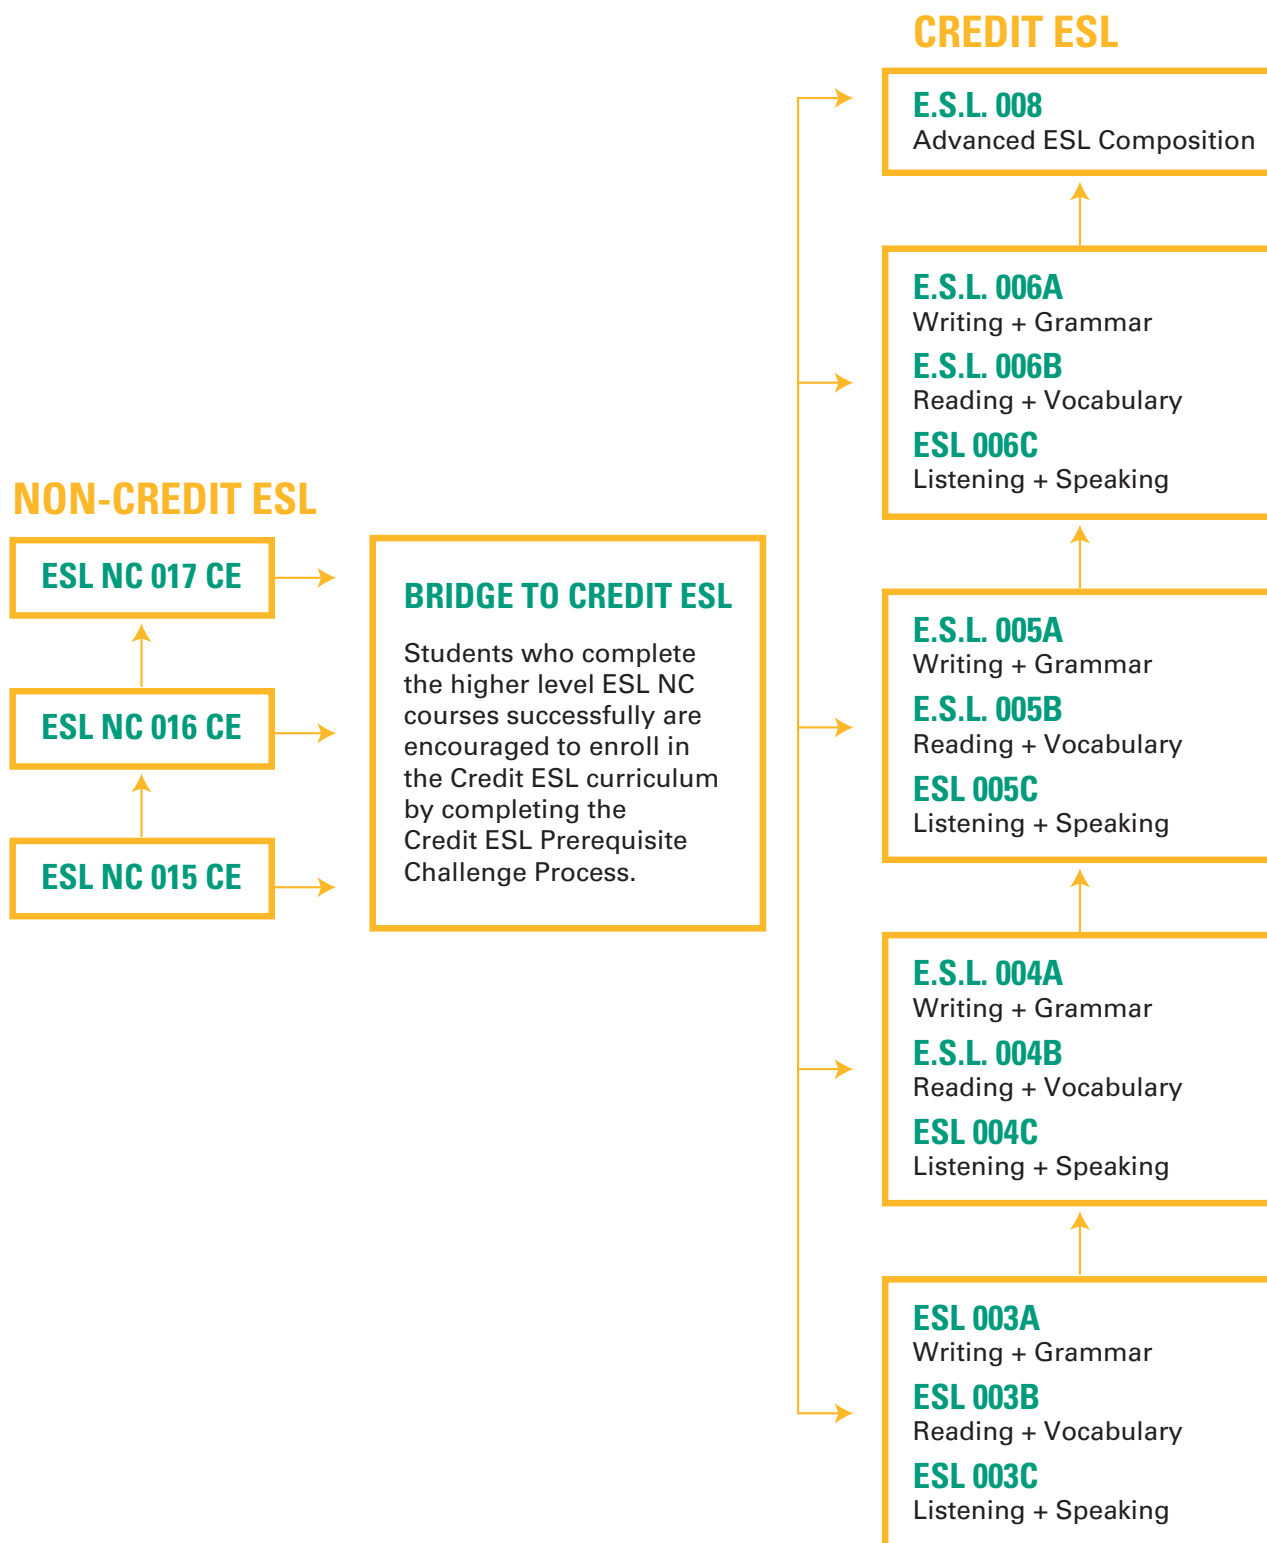 NON-CREDIT ESL
ESL NC 017 CE
ESL NC 016 CE
ESL NC 015 CE
BRIDGE TO CREDIT ESL
Students who complete
the higher level ESL NC
courses successfully are
encouraged to enroll in
the Credit ESL curriculum
by completing the
Credit ESL Prerequisite
Challenge Process.
CREDIT ESL
E.S.L. 008
Advanced ESL Composition
E.S.L. 006A
Writing + Grammar
E.S.L. 006B
Reading + Vocabulary
ESL 006C
Listening + Speaking
E.S.L. 005A
Writing + Grammar
E.S.L. 005B
Reading + Vocabulary
ESL 005C
Listening + Speaking
E.S.L. 004A
Writing + Grammar
E.S.L. 004B
Reading + Vocabulary
ESL 004C
Listening + Speaking
ESL 003A
Writing + Grammar
ESL 003B
Reading + Vocabulary
ESL 003C
Listening + Speaking